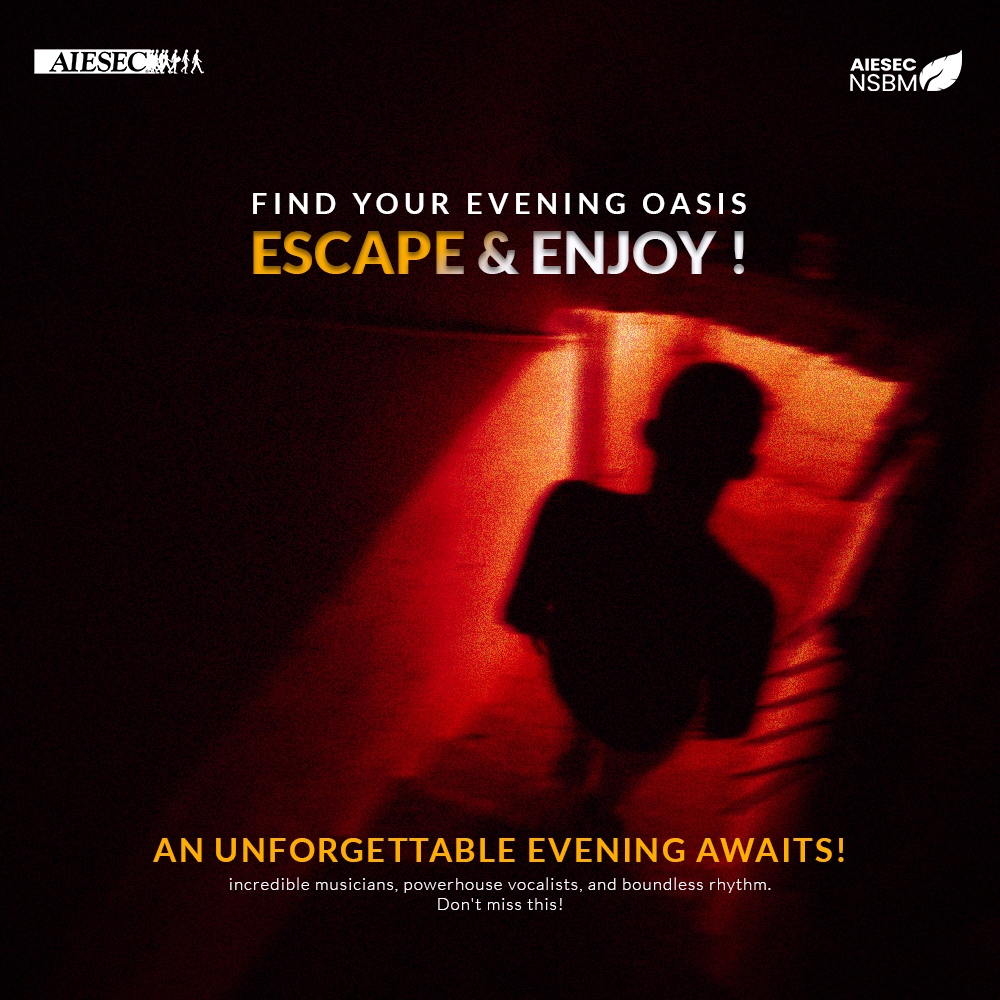 AIESEC
AIESEC
NSBM
FIND YOUR EVENING OASIS
ESCAPE & ENJOY !
AN UNFORGETTABLE EVENING AWAITS!
incredible musicians, powerhouse vocalists, and boundless rhythm.
Don't miss this!